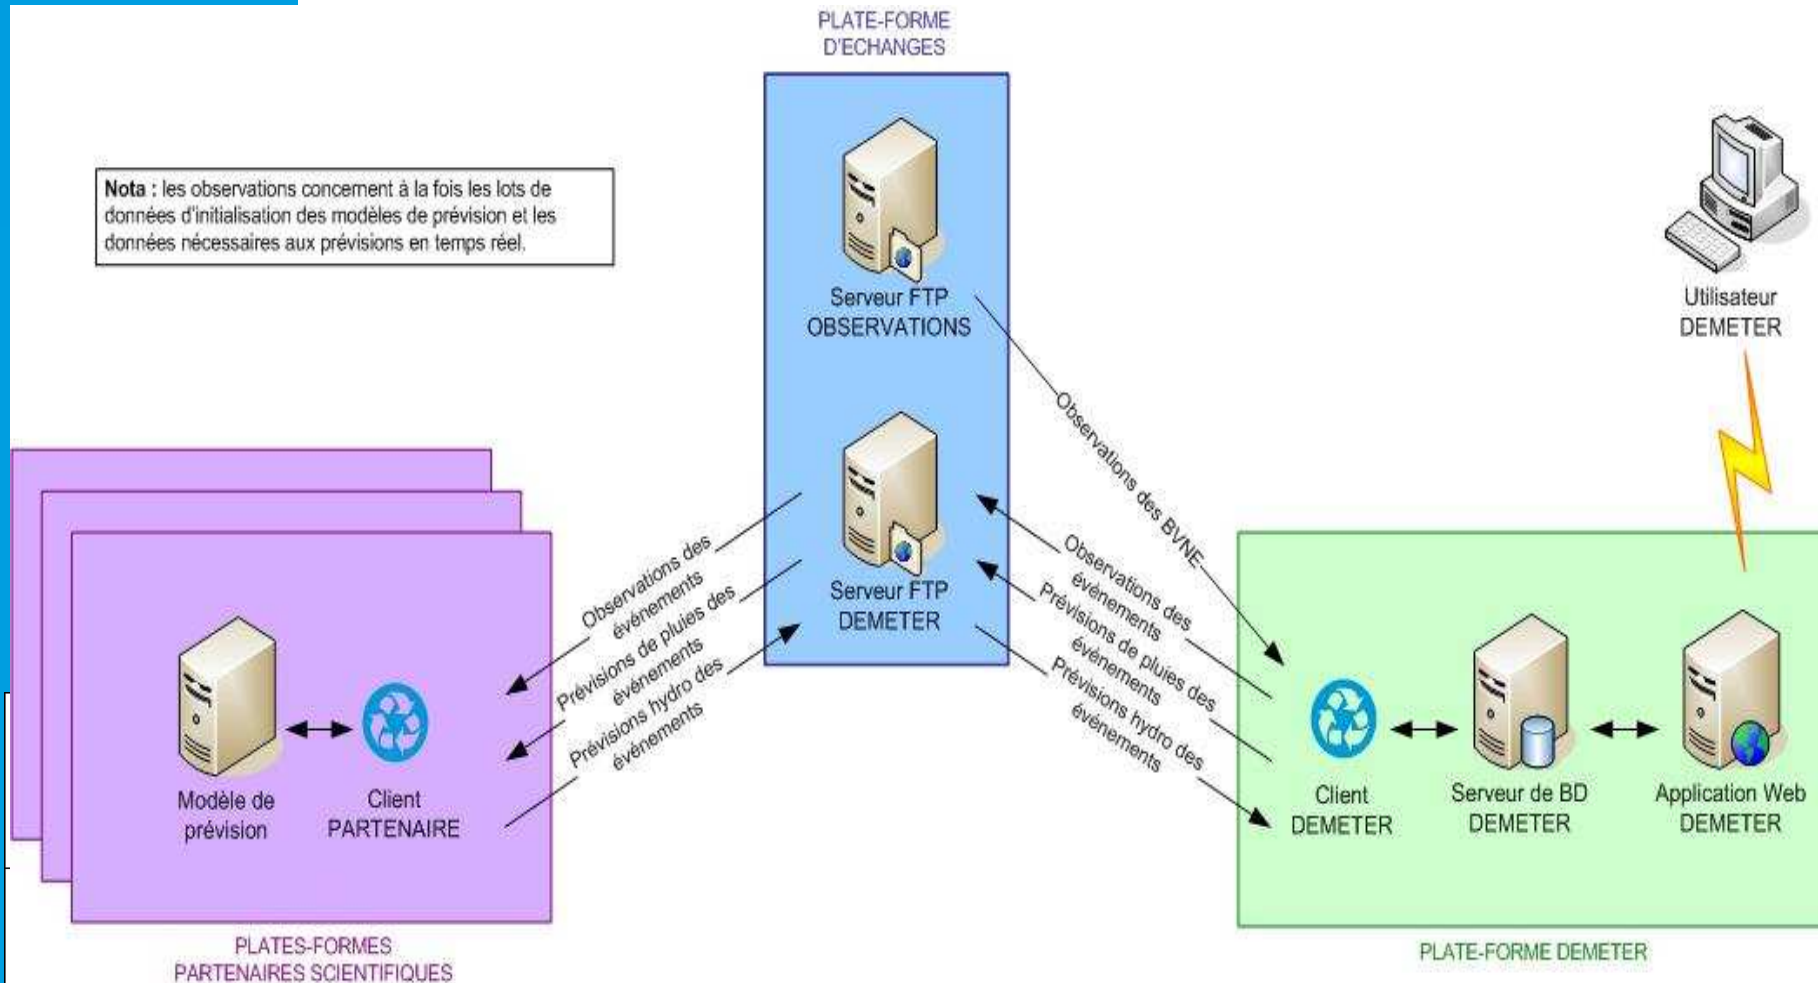 PLATE-FORME
D'ECHANGES
Nota : les observations concernent à la fois les lots de
données d'initialisation des modèles de prévision et les
données nécessaires aux prévisions en temps réel.
Serveur FTP
OBSERVATIONS
Utilisateur
DEMETER
Observations des BVNE
Serveur FTP
DEMETER
Observations des
événements
Prévisions de pluies des
événements
Prévisions hydro des
événements
Observations des
événements
Prévisions de pluies des
événements
Prévisions hydro des
événements
Modèle de
prévision
Client
PARTENAIRE
Client
DEMETER
Serveur de BD
DEMETER
Application Web
DEMETER
PLATES-FORMES
PARTENAIRES SCIENTIFIQUES
PLATE-FORME DEMETER